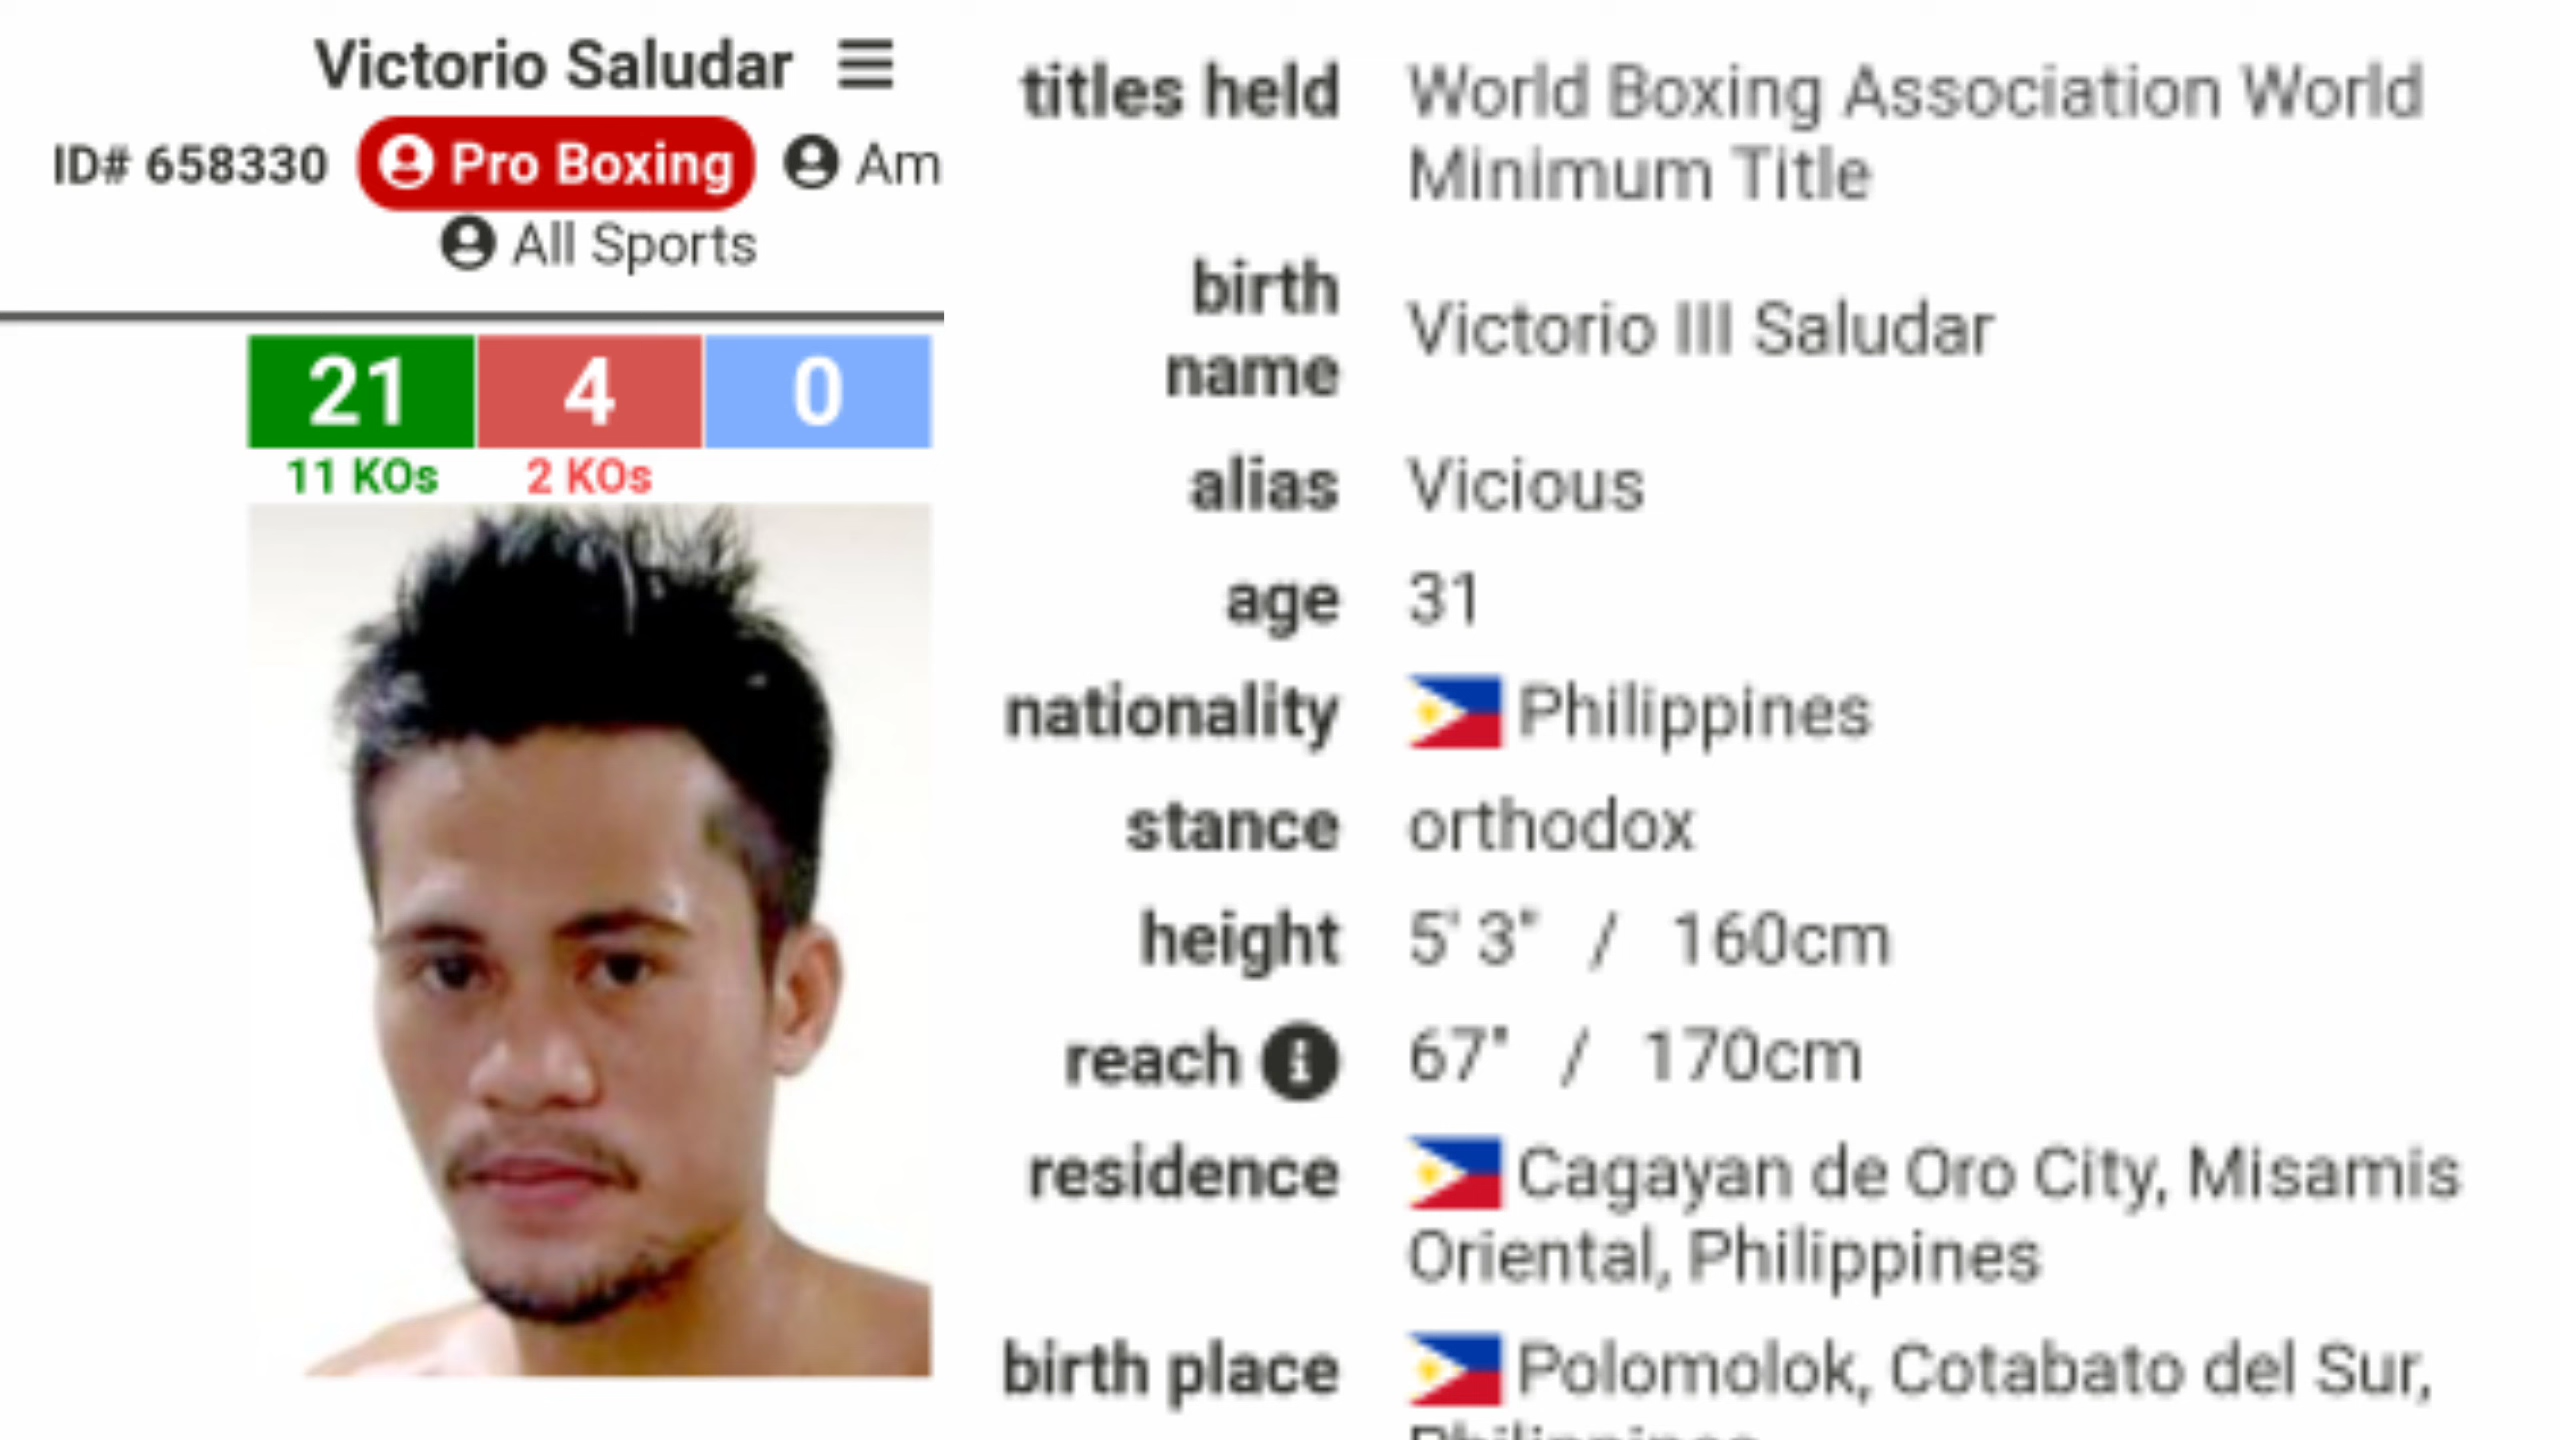 Victorio Saludar
ID# 658330 Pro Boxing Am
All Sports
21 4 0
11 KOs 2 KOs
titles held World Boxing Association World
Minimum Title
birth
name Victorio III Saludar
alias Vicious
age 31
nationality Philippines
stance orthodox
height 5' 3" / 160cm
reach 67" / 170cm
residence Cagayan de Oro City, Misamis
Oriental, Philippines
birth place Polomolok, Cotabato del Sur,
Philippines